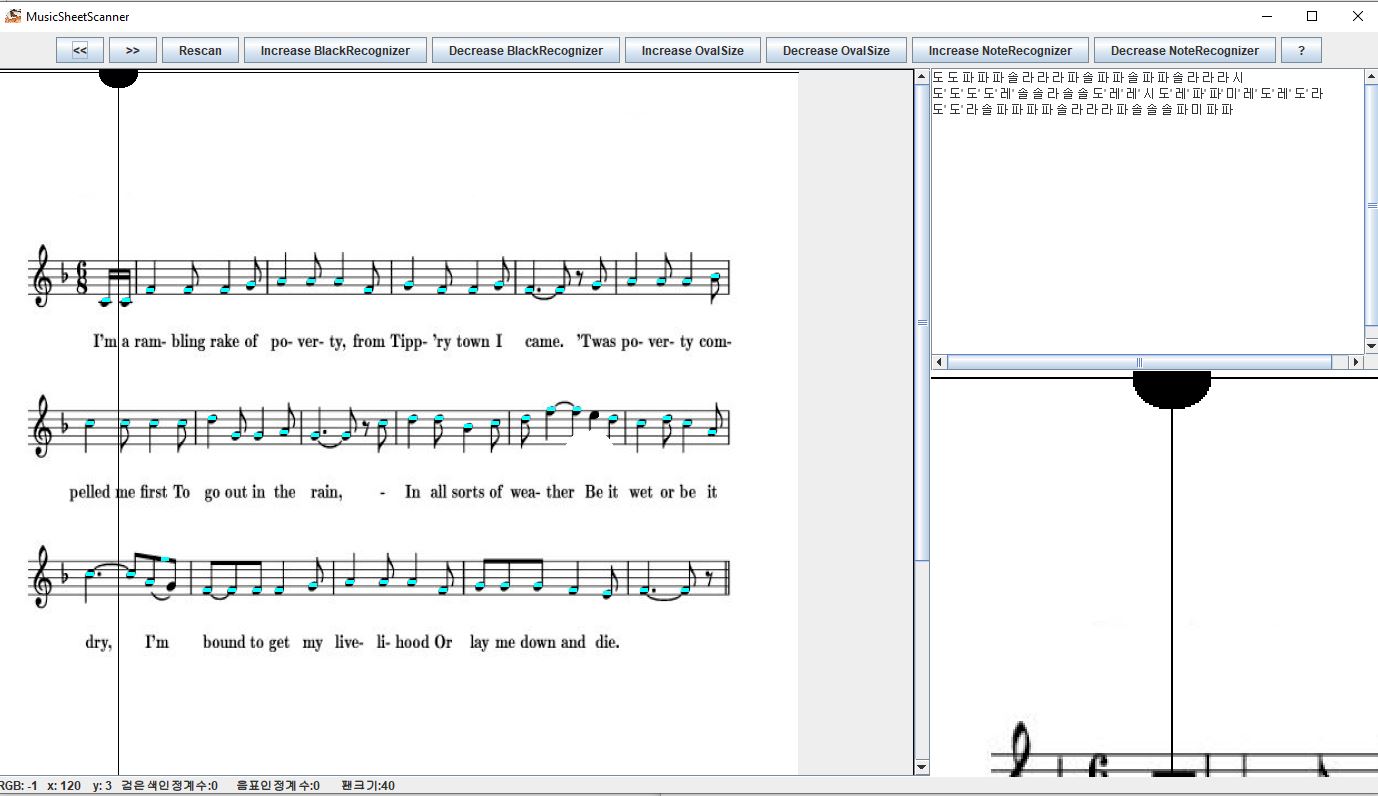 MusicSheetScanner
<< >> Rescan Increase BlackRecognizer Decrease BlackRecognizer Increase OvalSize Decrease OvalSize Increase NoteRecognizer Decrease NoteRecognizer ?
도 도 파 파 파 솔 라 라 라 파 솔 파 파 솔 파 파 솔 라 라 라 시
도' 도' 도' 도' 레' 솔 솔 라 솔 솔 도' 레' 레' 시 도' 레' 파' 파' 미' 레' 도' 레' 도' 라
도' 도' 라 솔 파 파 파 파 솔 라 라 라 파 솔 솔 솔 파 미 파 파
6
8
I'm a ram- bling rake of po- ver- ty, from Tipp- 'ry town I came. 'Twas po- ver- ty com-
pelled me first To go out in the rain, - In all sorts of wea- ther Be it wet or be it
dry, I'm bound to get my live- li- hood Or lay me down and die.
6
RGB: -1 x: 120 y: 3 검은색인정계수:0 음표인정계수:0 팬크기:40